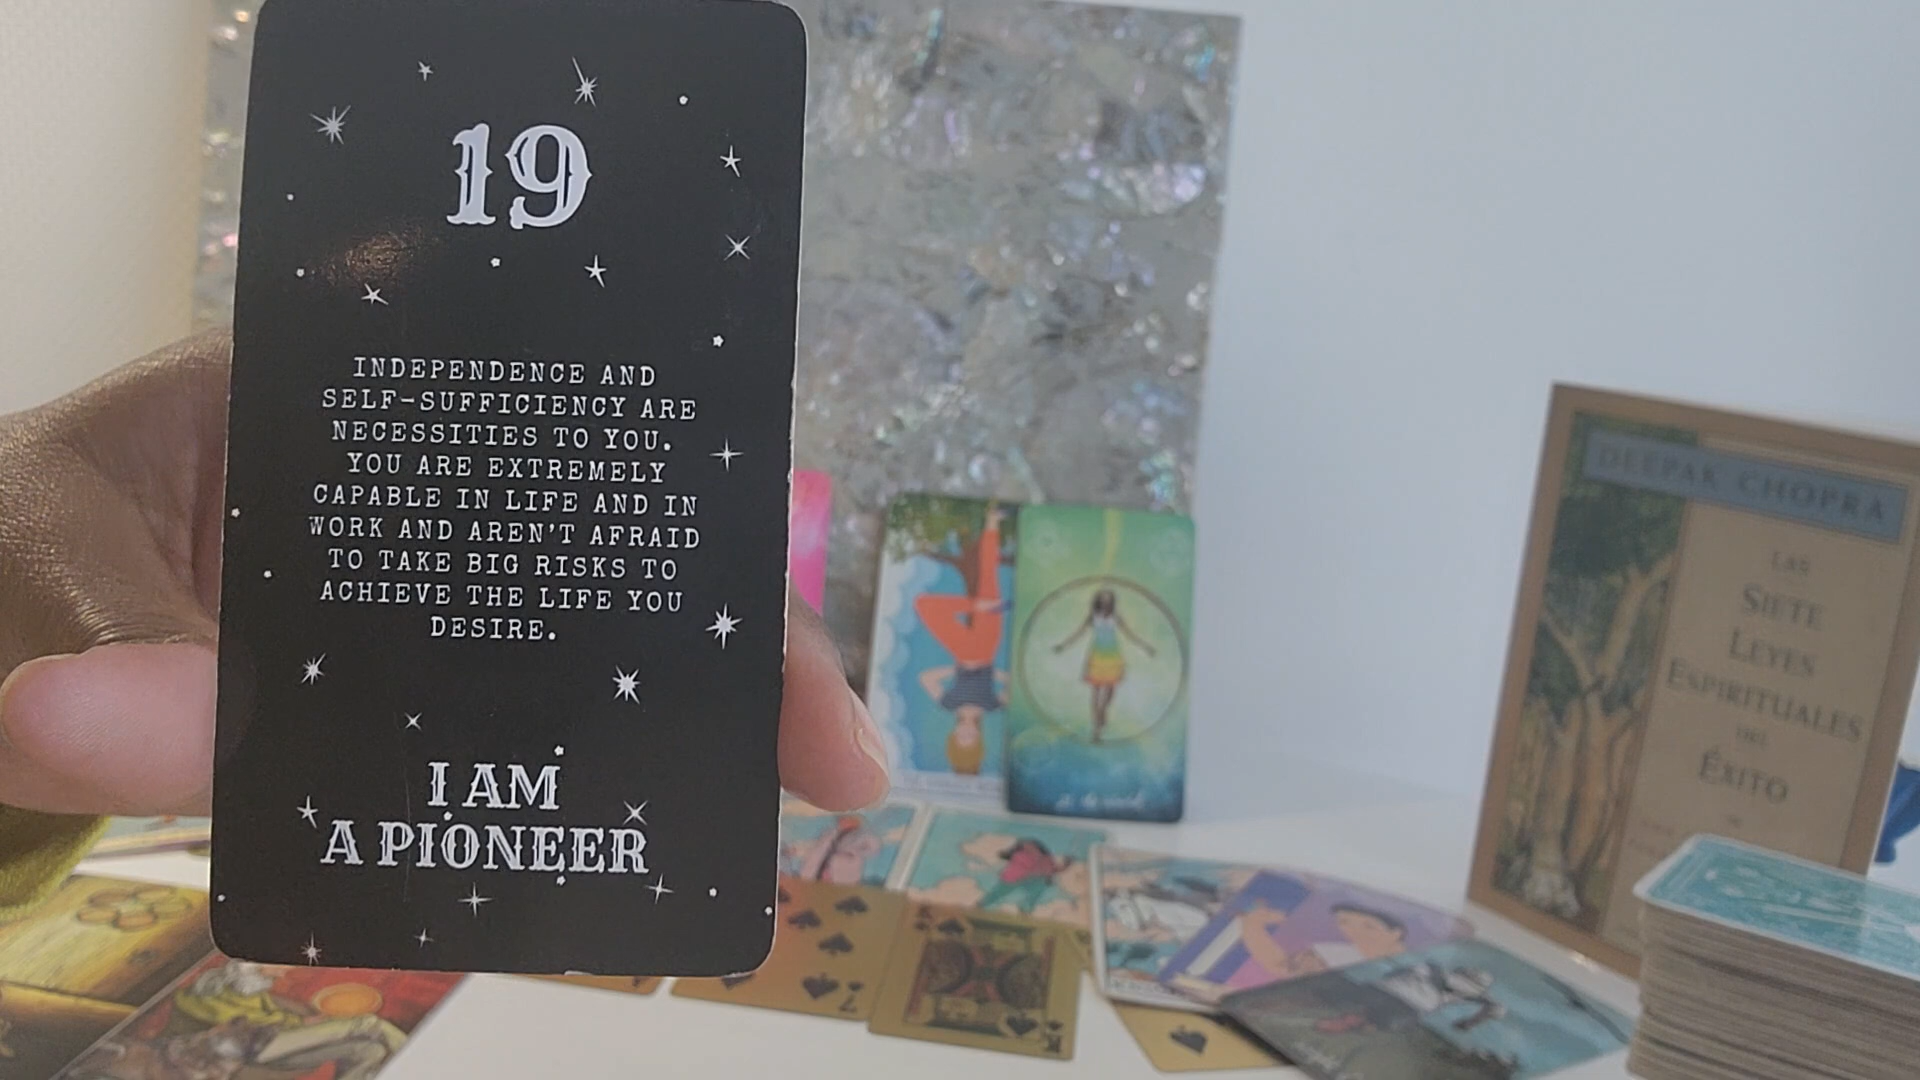 19
INDEPENDENCE AND
SELF-SUFFICIENCY ARE
NECESSITIES TO YOU.
YOU ARE EXTREMELY
CAPABLE IN LIFE AND IN
WORK AND AREN'T AFRAID
TO TAKE BIG RISKS TO
ACHIEVE THE LIFE YOU
DESIRE.
I AM
A PIONEER
DEEPAK CHOPRA
LAS
SIETE
LEYES
ESPIRITUALES
DEL
ÉXITO
7
K
K